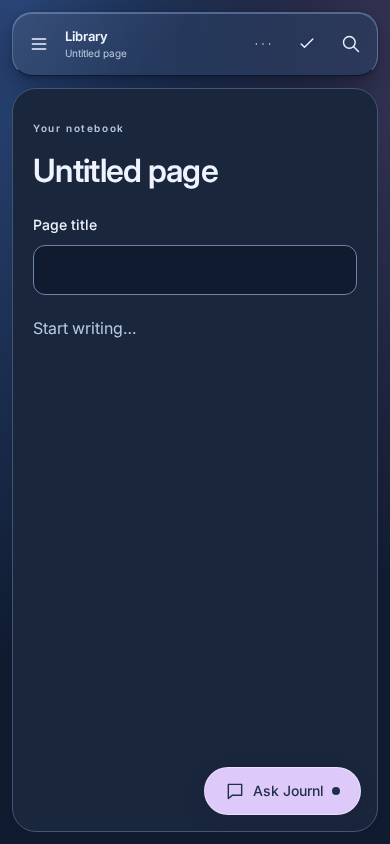 Library
Untitled page
...
Your notebook
Untitled page
Page title
Start writing...
Ask Journl